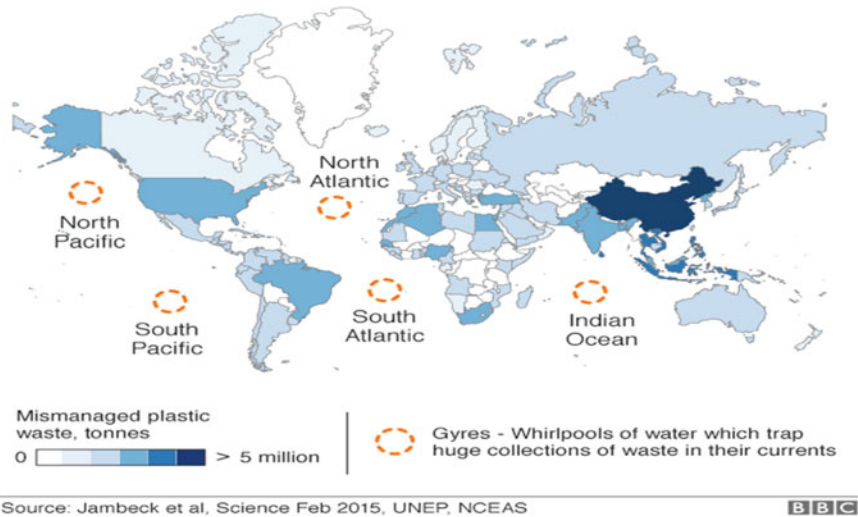 North
Atlantic
North
Pacific
South
Pacific
South
Atlantic
Indian
Ocean
Mismanaged plastic
waste, tonnes
0 > 5 million
Gyres - Whirlpools of water which trap
huge collections of waste in their currents
Source: Jambeck et al, Science Feb 2015, UNEP, NCEAS
BBC